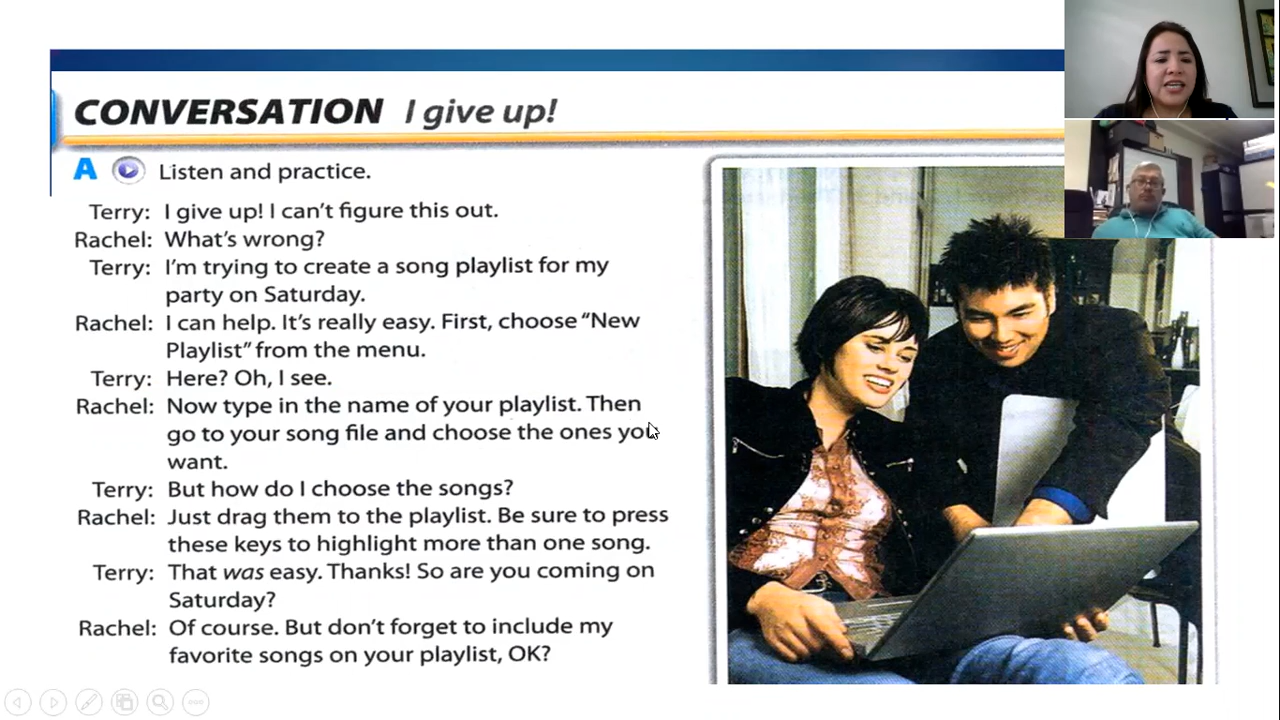 CONVERSATION I give up!
A Listen and practice.
Terry: I give up! I can't figure this out.
Rachel: What's wrong?
Terry: I'm trying to create a song playlist for my
party on Saturday.
Rachel: I can help. It's really easy. First, choose “New
Playlist” from the menu.
Terry: Here? Oh, I see.
Rachel: Now type in the name of your playlist. Then
go to your song file and choose the ones you
want.
Terry: But how do I choose the songs?
Rachel: Just drag them to the playlist. Be sure to press
these keys to highlight more than one song.
Terry: That was easy. Thanks! So are you coming on
Saturday?
Rachel: Of course. But don't forget to include my
favorite songs on your playlist, OK?